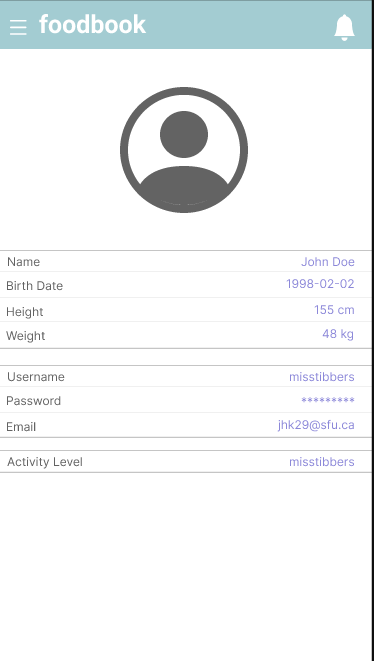 foodbook
Name John Doe
Birth Date 1998-02-02
Height 155 cm
Weight 48 kg
Username misstibbers
Password *********
Email jhk29@sfu.ca
Activity Level misstibbers